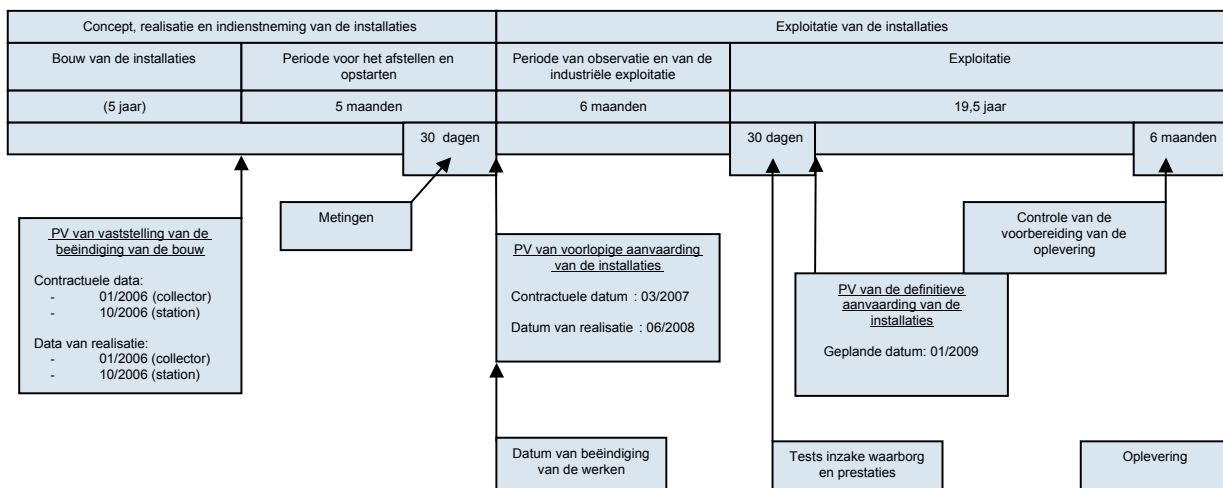 Concept, realisatie en indienstneming van de installaties
Exploitatie van de installaties
Bouw van de installaties
Periode voor het afstellen en
opstarten
Periode van observatie en van de
industriële exploitatie
Exploitatie
(5 jaar)
5 maanden
6 maanden
19,5 jaar
30 dagen
30 dagen
6 maanden
Metingen
PV van vaststelling van de
beëindiging van de bouw
Contractuele data:
- 01/2006 (collector)
- 10/2006 (station)
Data van realisatie:
- 01/2006 (collector)
- 10/2006 (station)
PV van voorlopige aanvaarding
van de installaties
Contractuele datum : 03/2007
Datum van realisatie : 06/2008
Controle van de
voorbereiding van de
oplevering
PV van de definitieve
aanvaarding van de
installaties
Geplande datum: 01/2009
Datum van beëindiging
van de werken
Tests inzake waarborg
en prestaties
Oplevering